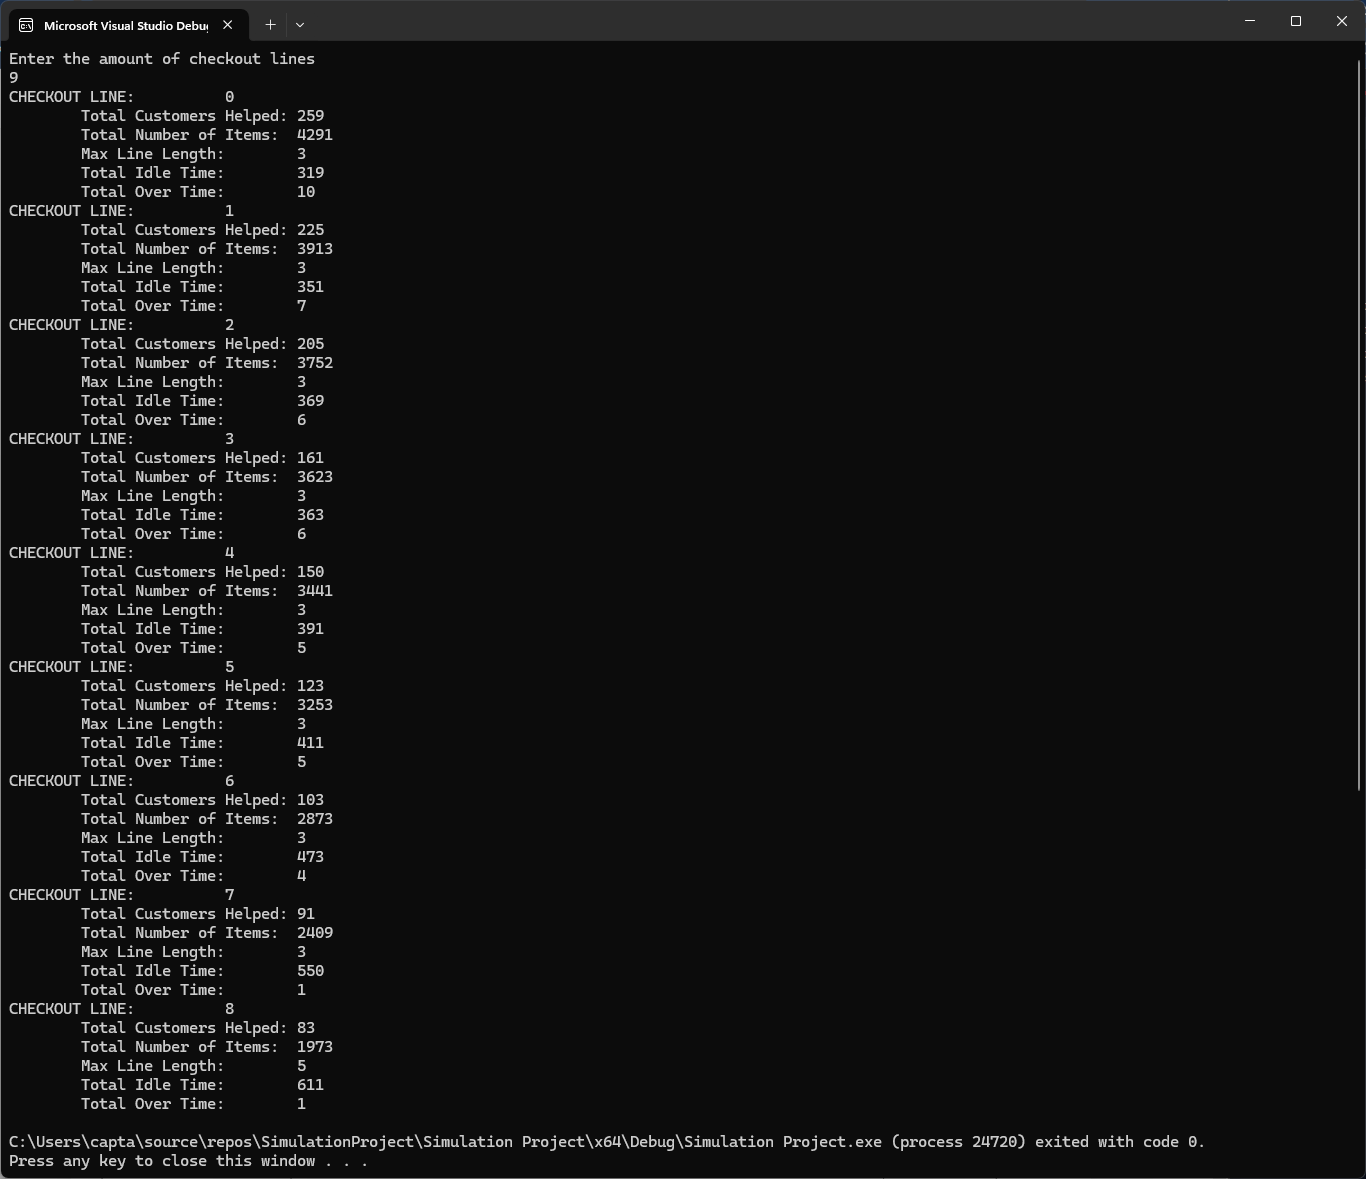 Microsoft Visual Studio Debu
Enter the amount of checkout lines
9
CHECKOUT LINE: 0
Total Customers Helped: 259
Total Number of Items: 4291
Max Line Length: 3
Total Idle Time: 319
Total Over Time: 10
CHECKOUT LINE: 1
Total Customers Helped: 225
Total Number of Items: 3913
Max Line Length: 3
Total Idle Time: 351
Total Over Time: 7
CHECKOUT LINE: 2
Total Customers Helped: 205
Total Number of Items: 3752
Max Line Length: 3
Total Idle Time: 369
Total Over Time: 6
CHECKOUT LINE: 3
Total Customers Helped: 161
Total Number of Items: 3623
Max Line Length: 3
Total Idle Time: 363
Total Over Time: 6
CHECKOUT LINE: 4
Total Customers Helped: 150
Total Number of Items: 3441
Max Line Length: 3
Total Idle Time: 391
Total Over Time: 5
CHECKOUT LINE: 5
Total Customers Helped: 123
Total Number of Items: 3253
Max Line Length: 3
Total Idle Time: 411
Total Over Time: 5
CHECKOUT LINE: 6
Total Customers Helped: 103
Total Number of Items: 2873
Max Line Length: 3
Total Idle Time: 473
Total Over Time: 4
CHECKOUT LINE: 7
Total Customers Helped: 91
Total Number of Items: 2409
Max Line Length: 3
Total Idle Time: 550
Total Over Time: 1
CHECKOUT LINE: 8
Total Customers Helped: 83
Total Number of Items: 1973
Max Line Length: 5
Total Idle Time: 611
Total Over Time: 1
C:\Users\capta\source\repos\SimulationProject\Simulation Project\x64\Debug\Simulation Project.exe (process 24720) exited with code 0.
Press any key to close this window . . .